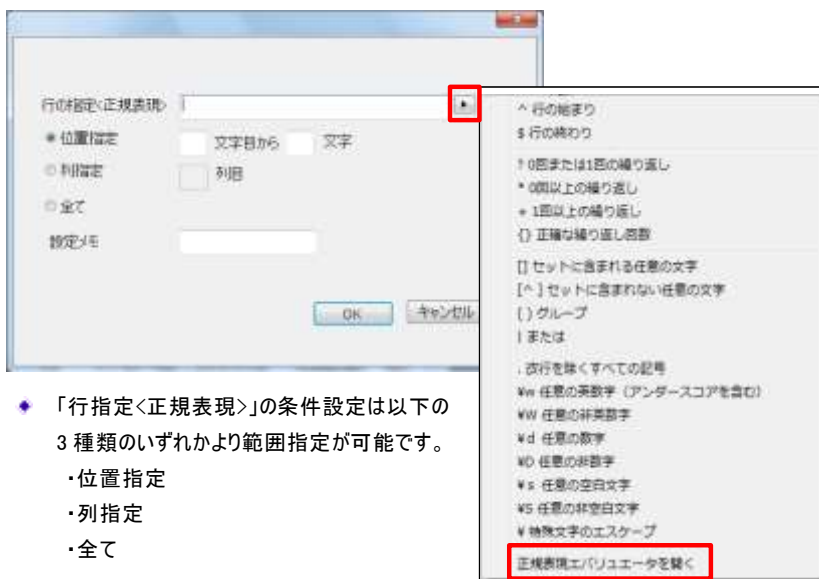 行の指定<正規表現>
位置指定 文字目から 文字
列指定 列目
全て
設定メモ
OK キャンセル
^ 行の始まり
$ 行の終わり
? 0回または1回の繰り返し
* 0回以上の繰り返し
+ 1回以上の繰り返し
{} 正確な繰り返し回数
[] セットに含まれる任意の文字
[^] セットに含まれない任意の文字
( ) グループ
| または
. 改行を除くすべての記号
¥w 任意の英数字 (アンダースコアを含む)
¥W 任意の非英数字
¥d 任意の数字
¥D 任意の非数字
¥s 任意の空白文字
¥S 任意の非空白文字
¥ 特殊文字のエスケープ
正規表現エバリュエータを開く
「行指定<正規表現>」の条件設定は以下の
3 種類のいずれかより範囲指定が可能です。
・位置指定
・列指定
・全て